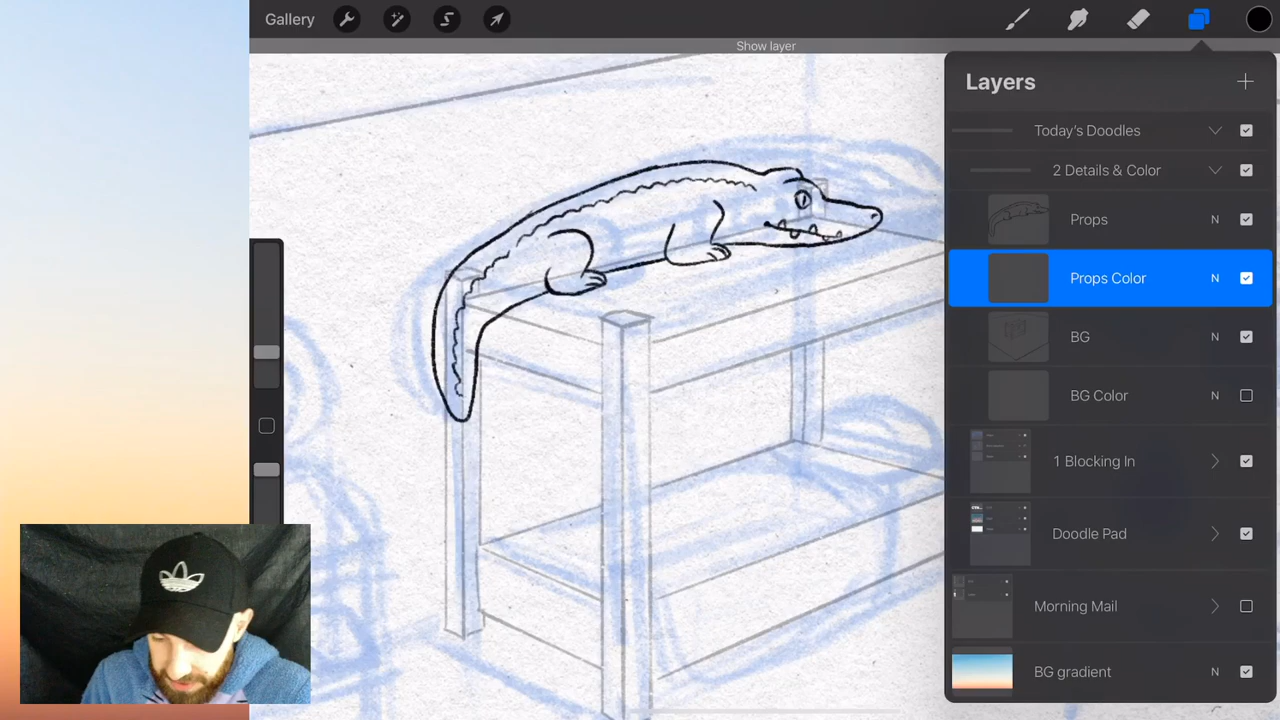 Gallery
Show layer
Layers
Today's Doodles
2 Details & Color
Props N
Props Color N
BG N
BG Color N
1 Blocking In
Doodle Pad
Morning Mail
BG gradient N